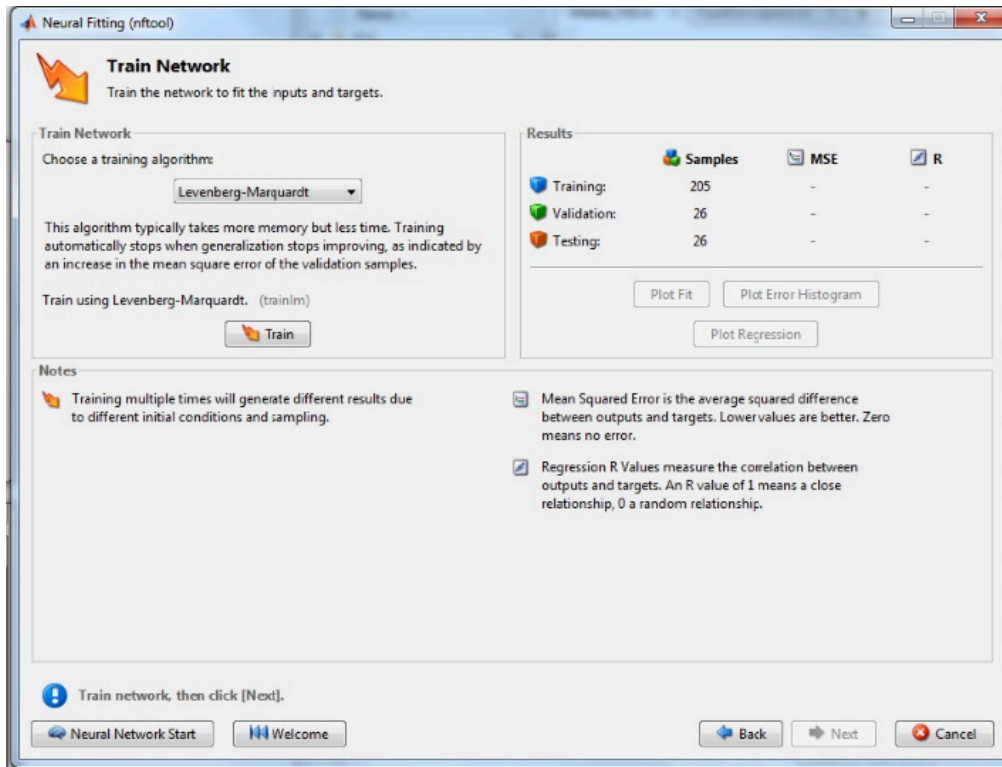 Neural Fitting (nftool)
Train Network
Train the network to fit the inputs and targets.
Train Network
Choose a training algorithm:
Levenberg-Marquardt
This algorithm typically takes more memory but less time. Training
automatically stops when generalization stops improving, as indicated by
an increase in the mean square error of the validation samples.
Train using Levenberg-Marquardt. (trainlm)
Train
Results
Samples MSE R
Training: 205 - -
Validation: 26 - -
Testing: 26 - -
Plot Fit Plot Error Histogram
Plot Regression
Notes
Training multiple times will generate different results due
to different initial conditions and sampling.
Mean Squared Error is the average squared difference
between outputs and targets. Lower values are better. Zero
means no error.
Regression R Values measure the correlation between
outputs and targets. An R value of 1 means a close
relationship, 0 a random relationship.
Train network, then click [Next].
Neural Network Start Welcome Back Next Cancel